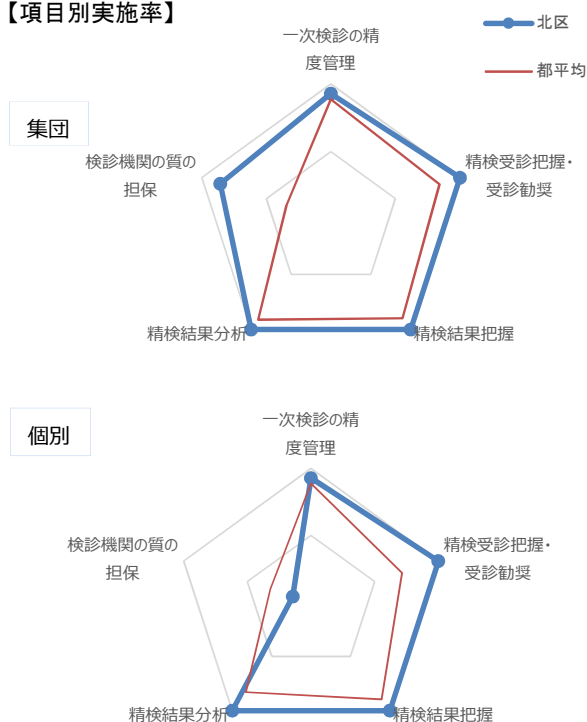 【項目別実施率】
北区
都平均
集団
一次検診の精
度管理
精検受診把握・
受診勧奨
精検結果把握
精検結果分析
検診機関の質の
担保
個別
一次検診の精
度管理
精検受診把握・
受診勧奨
精検結果把握
精検結果分析
検診機関の質の
担保